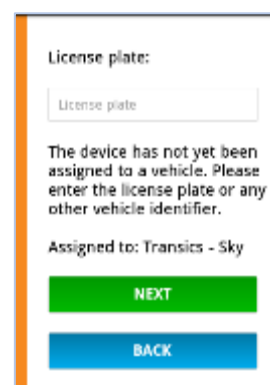 License plate:
License plate
The device has not yet been
assigned to a vehicle. Please
enter the license plate or any
other vehicle identifier.
Assigned to: Transics - Sky
NEXT
BACK